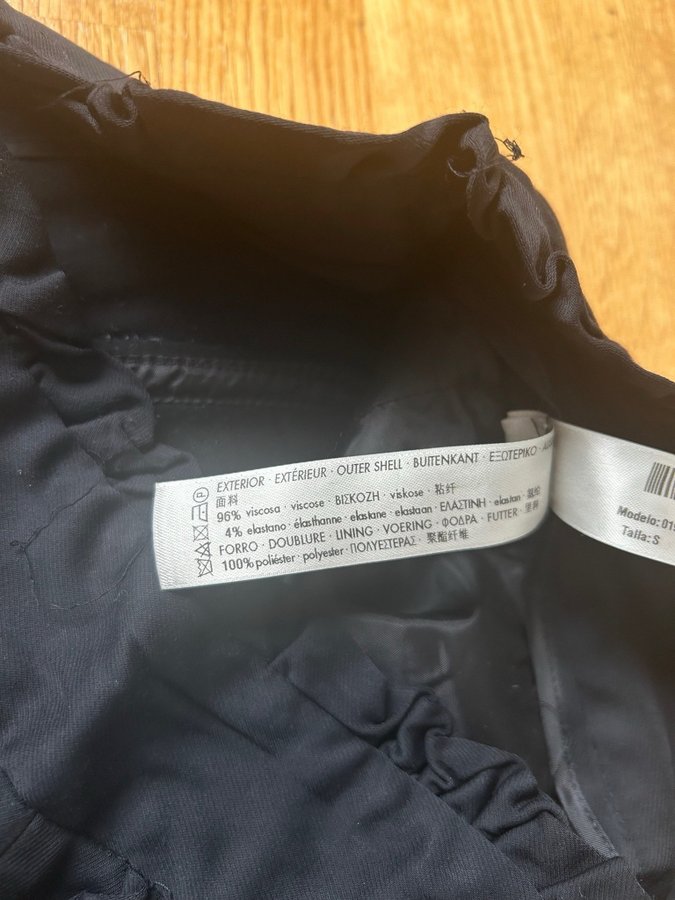 EXTERIOR · EXTÉRIEUR · OUTER SHELL · BUITENKANT · ΕΞΩΤΕΡΙΚΟ ·
面料
96% viscosa · viscose · ΒΙΣΚΟΖΗ · viskose · 粘纤
4% elastano · élasthanne · elastane · elastaan · ΕΛΑΣΤΙΝΗ · elastan · 氨纶
FORRO · DOUBLURE · LINING · VOERING · ΦΟΔΡΑ · FUTTER · 里料
100% poliéster · polyester · ΠΟΛΥΕΣΤΕΡΑΣ · 聚酯纤维
P
Modelo: 01
Talla: S